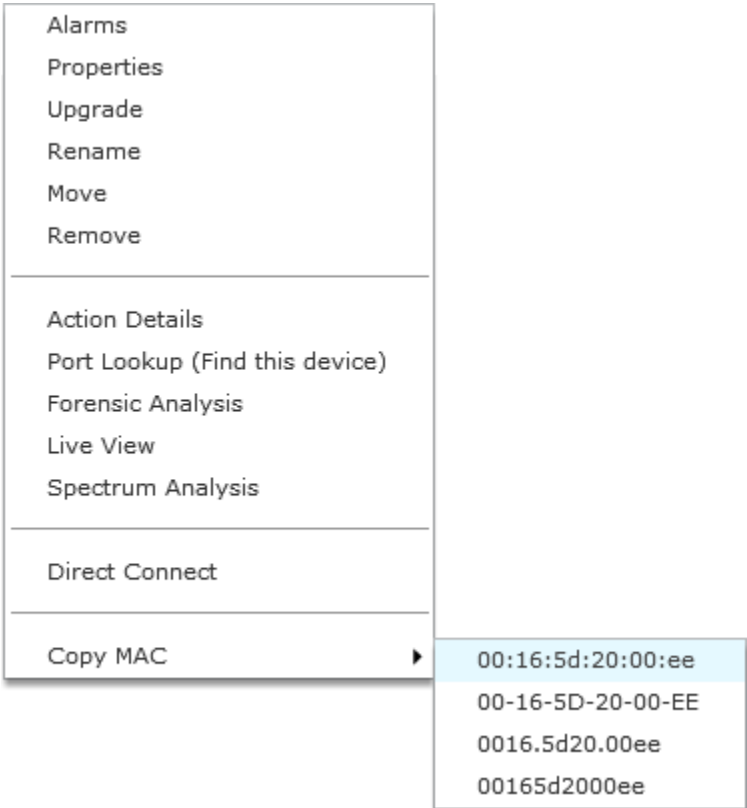 Alarms
Properties
Upgrade
Rename
Move
Remove
Action Details
Port Lookup (Find this device)
Forensic Analysis
Live View
Spectrum Analysis
Direct Connect
Copy MAC
00:16:5d:20:00:ee
00-16-5D-20-00-EE
0016.5d20.00ee
00165d2000ee